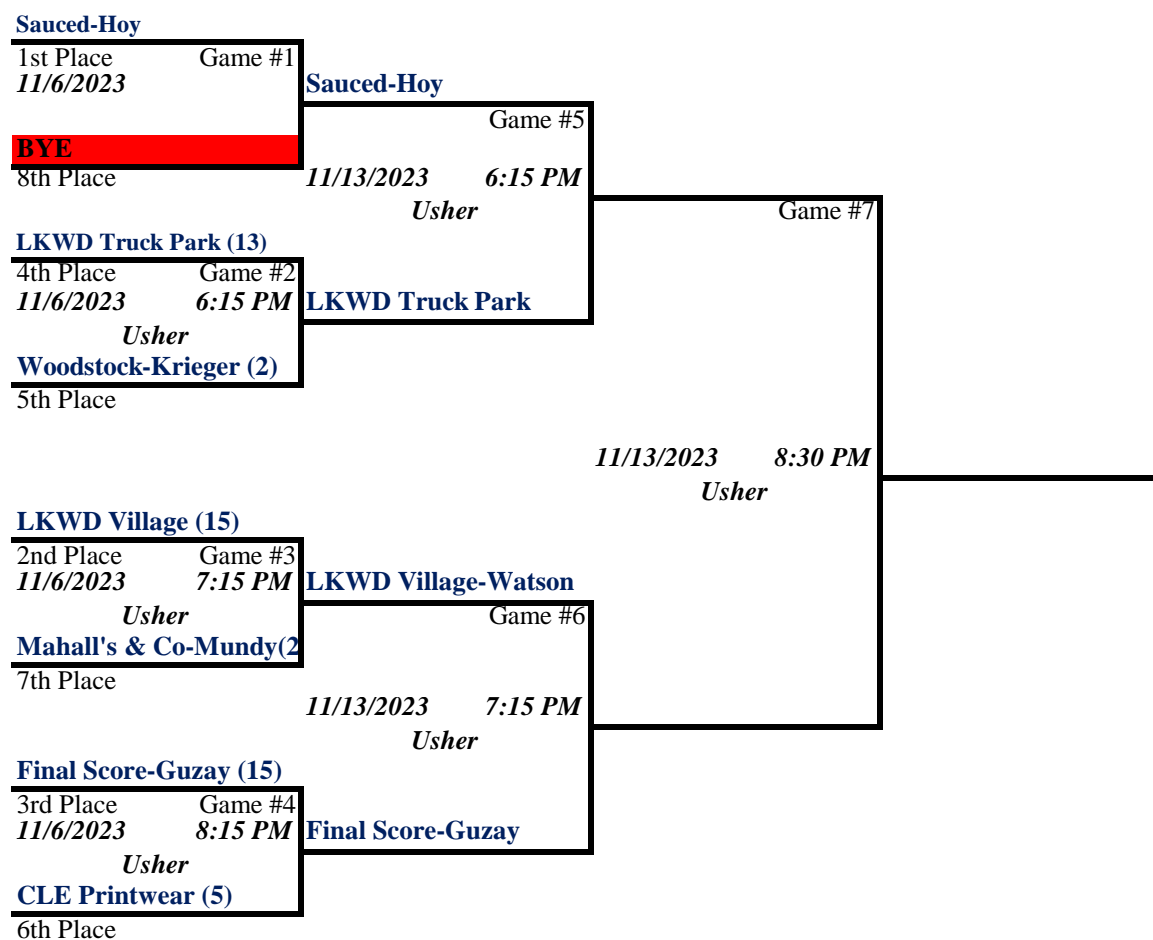 Sauced-Hoy
1st Place Game #1
11/6/2023
Sauced-Hoy
Game #5
BYE
8th Place
11/13/2023 6:15 PM
Usher
Game #7
LKWD Truck Park (13)
4th Place Game #2
11/6/2023 6:15 PM
LKWD Truck Park
Usher
Woodstock-Krieger (2)
5th Place
11/13/2023 8:30 PM
Usher
LKWD Village (15)
2nd Place Game #3
11/6/2023 7:15 PM
LKWD Village-Watson
Usher
Game #6
Mahall's & Co-Mundy(2
7th Place
11/13/2023 7:15 PM
Usher
Final Score-Guzay (15)
3rd Place Game #4
11/6/2023 8:15 PM
Final Score-Guzay
Usher
CLE Printwear (5)
6th Place